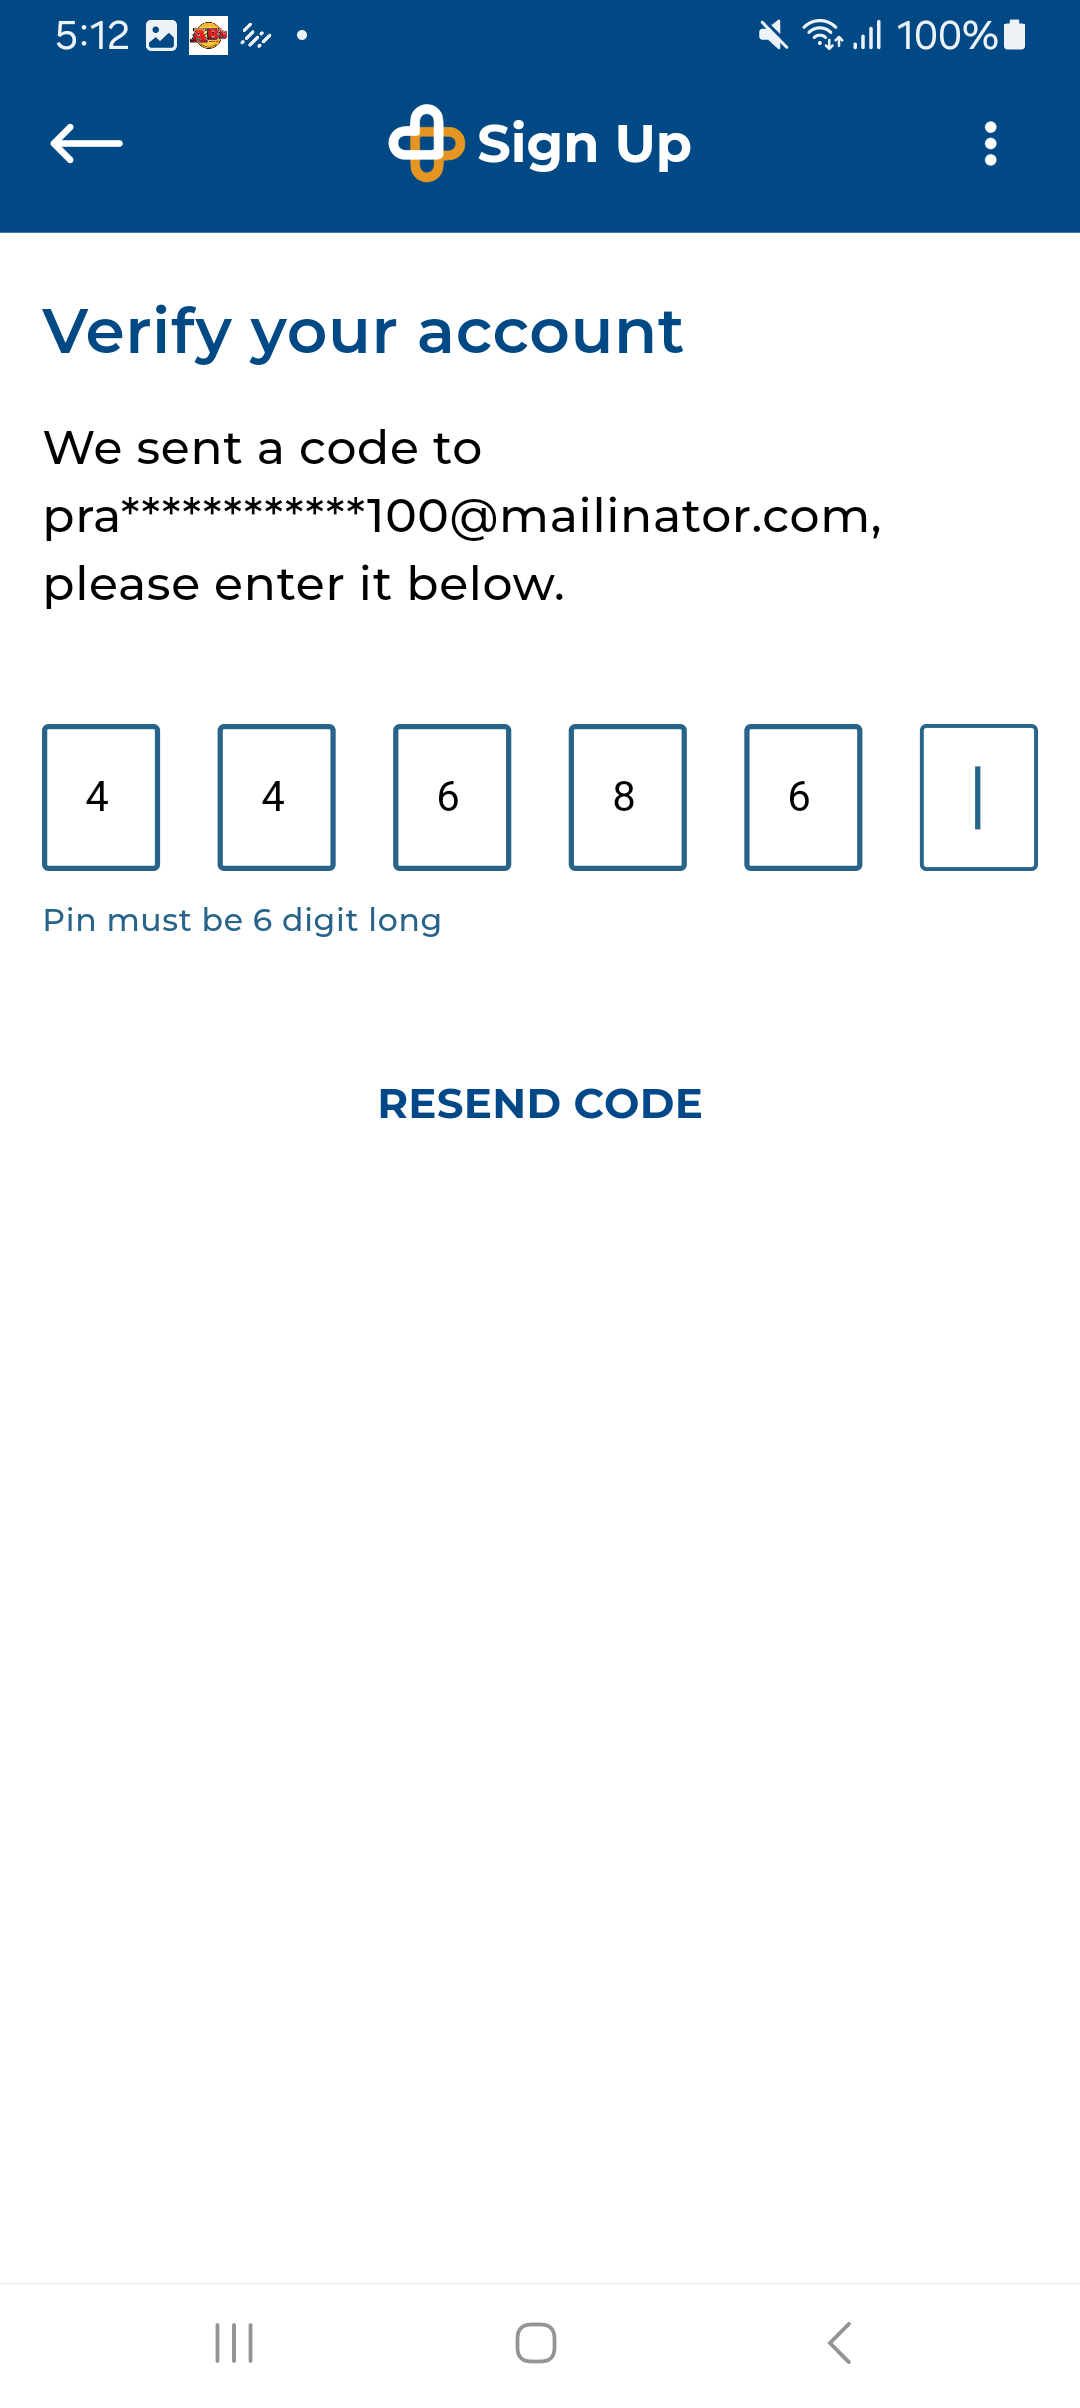 5:12
100%
Sign Up
Verify your account
We sent a code to
pra************100@mailinator.com,
please enter it below.
4 4 6 8 6
Pin must be 6 digit long
RESEND CODE